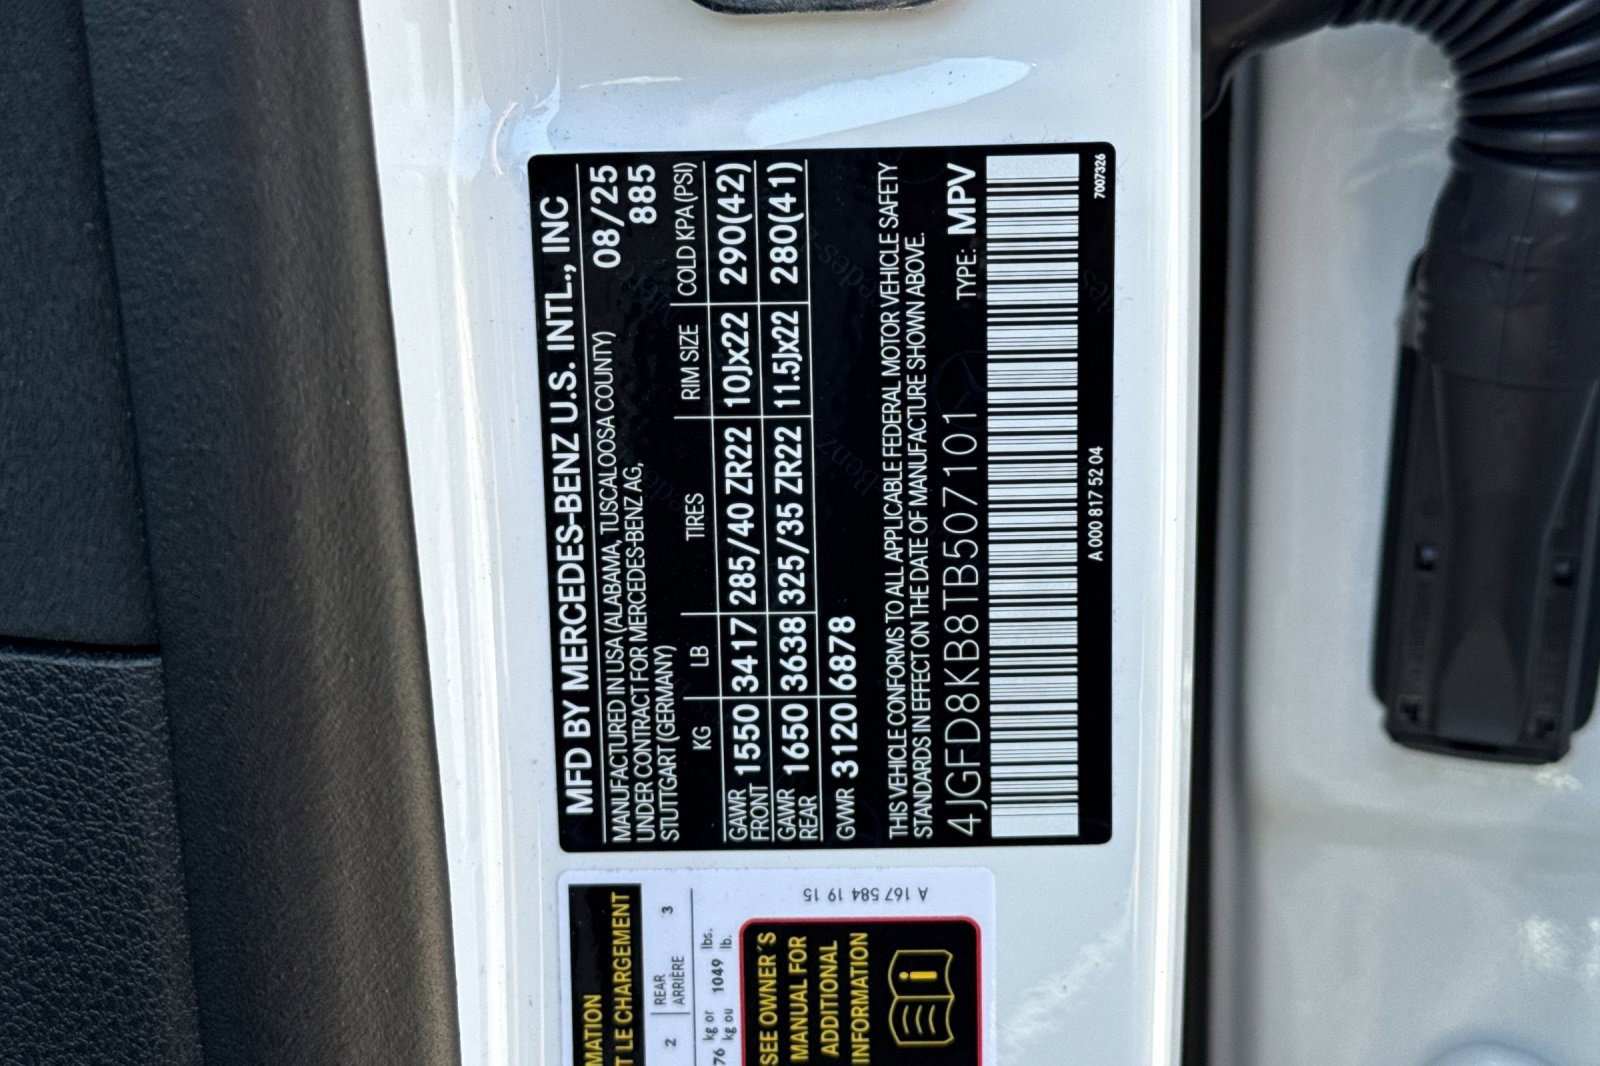 MFD BY MERCEDES-BENZ U.S. INTL., INC
MANUFACTURED IN USA (ALABAMA, TUSCALOOSA COUNTY) 08/25
UNDER CONTRACT FOR MERCEDES-BENZ AG, 885
STUTTGART (GERMANY)
KG LB TIRES RIM SIZE COLD KPA (PSI)
GAWR FRONT 1550 3417 285/40 ZR22 10Jx22 290(42)
GAWR REAR 1650 3638 325/35 ZR22 11.5Jx22 280(41)
GVWR 3120 6878
THIS VEHICLE CONFORMS TO ALL APPLICABLE FEDERAL MOTOR VEHICLE SAFETY
STANDARDS IN EFFECT ON THE DATE OF MANUFACTURE SHOWN ABOVE.
4JGFD8KB8TB507101 TYPE: MPV
A 000 817 52 04 7007326
MATION
T LE CHARGEMENT
2 REAR 3
ARRIÈRE
76 kg or 1049 lbs.
kg ou lb.
SEE OWNER´S
MANUAL FOR
ADDITIONAL
INFORMATION
A 167 584 19 15